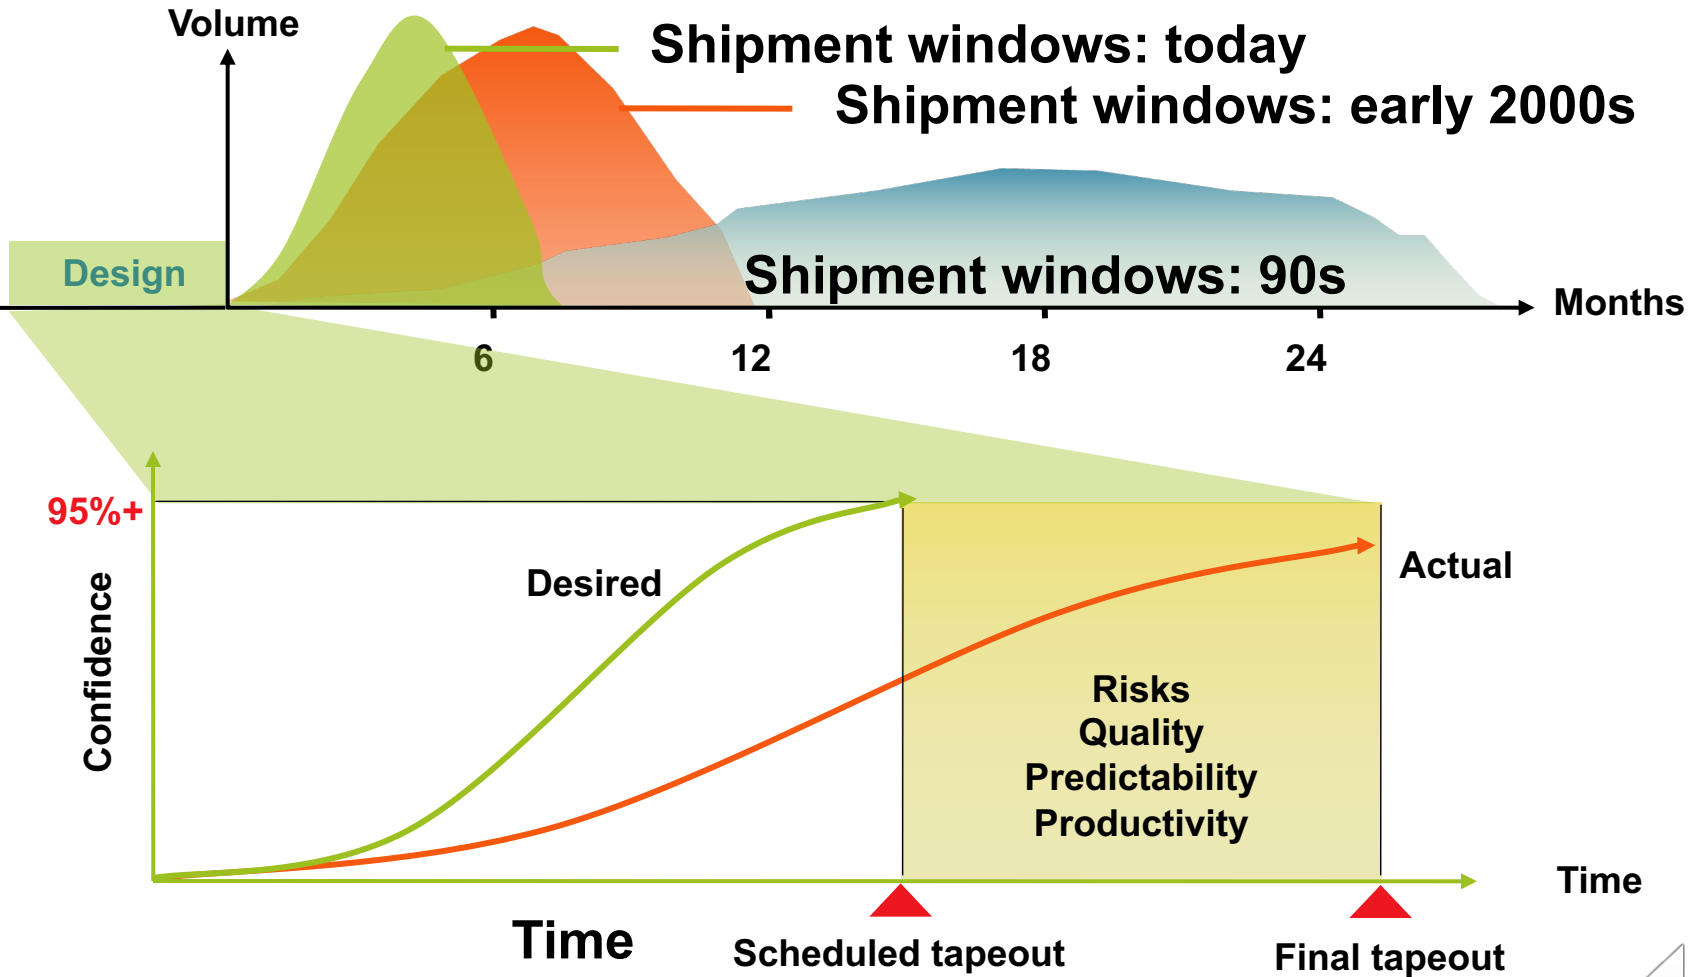 Volume
Shipment windows: today
Shipment windows: early 2000s
Design
Shipment windows: 90s
Months
6
12
18
24
95%+
Desired
Actual
Confidence
Risks
Quality
Predictability
Productivity
Time
Time
Scheduled tapeout
Final tapeout